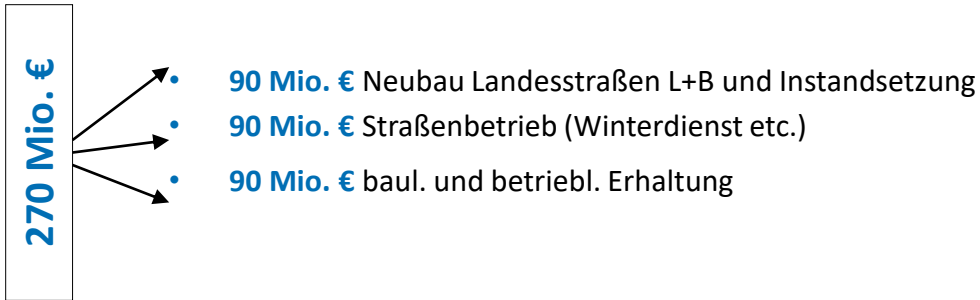 270 Mio. €
• 90 Mio. € Neubau Landesstraßen L+B und Instandsetzung
• 90 Mio. € Straßenbetrieb (Winterdienst etc.)
• 90 Mio. € baul. und betriebl. Erhaltung